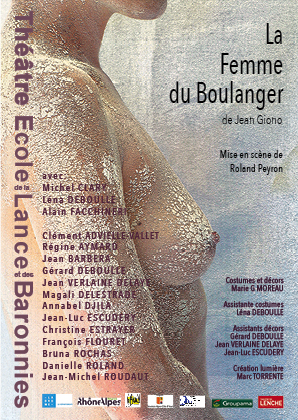 Théâtre Ecole de la Lance et des Baronnies
La
Femme
du Boulanger
de Jean Giono
Mise en scène de
Roland Peyron
avec
Michel CLARY
Léna DEBOULLE
Alain FACCHINERI
Clément ADVIELLE-VALLET
Régine AYMARD
Jean BARBERA
Gérard DEBOULLE
Jean VERLAINE DELAYE
Magali DELESTRADE
Annabel DJILA
Jean-Luc ESCUDERY
Christine ESTRAYER
François FLOURET
Bruna ROCHAS
Danielle ROLAND
Jean-Michel ROUDAUT
Costumes et décors
Marie G.MOREAU
Assistante costumes
Léna DEBOULLE
Assistants décors
Gérard DEBOULLE
Jean VERLAINE DELAYE
Jean-Luc ESCUDERY
Création lumière
Marc TORRENTE
RhôneAlpes
Groupama
LENCHE